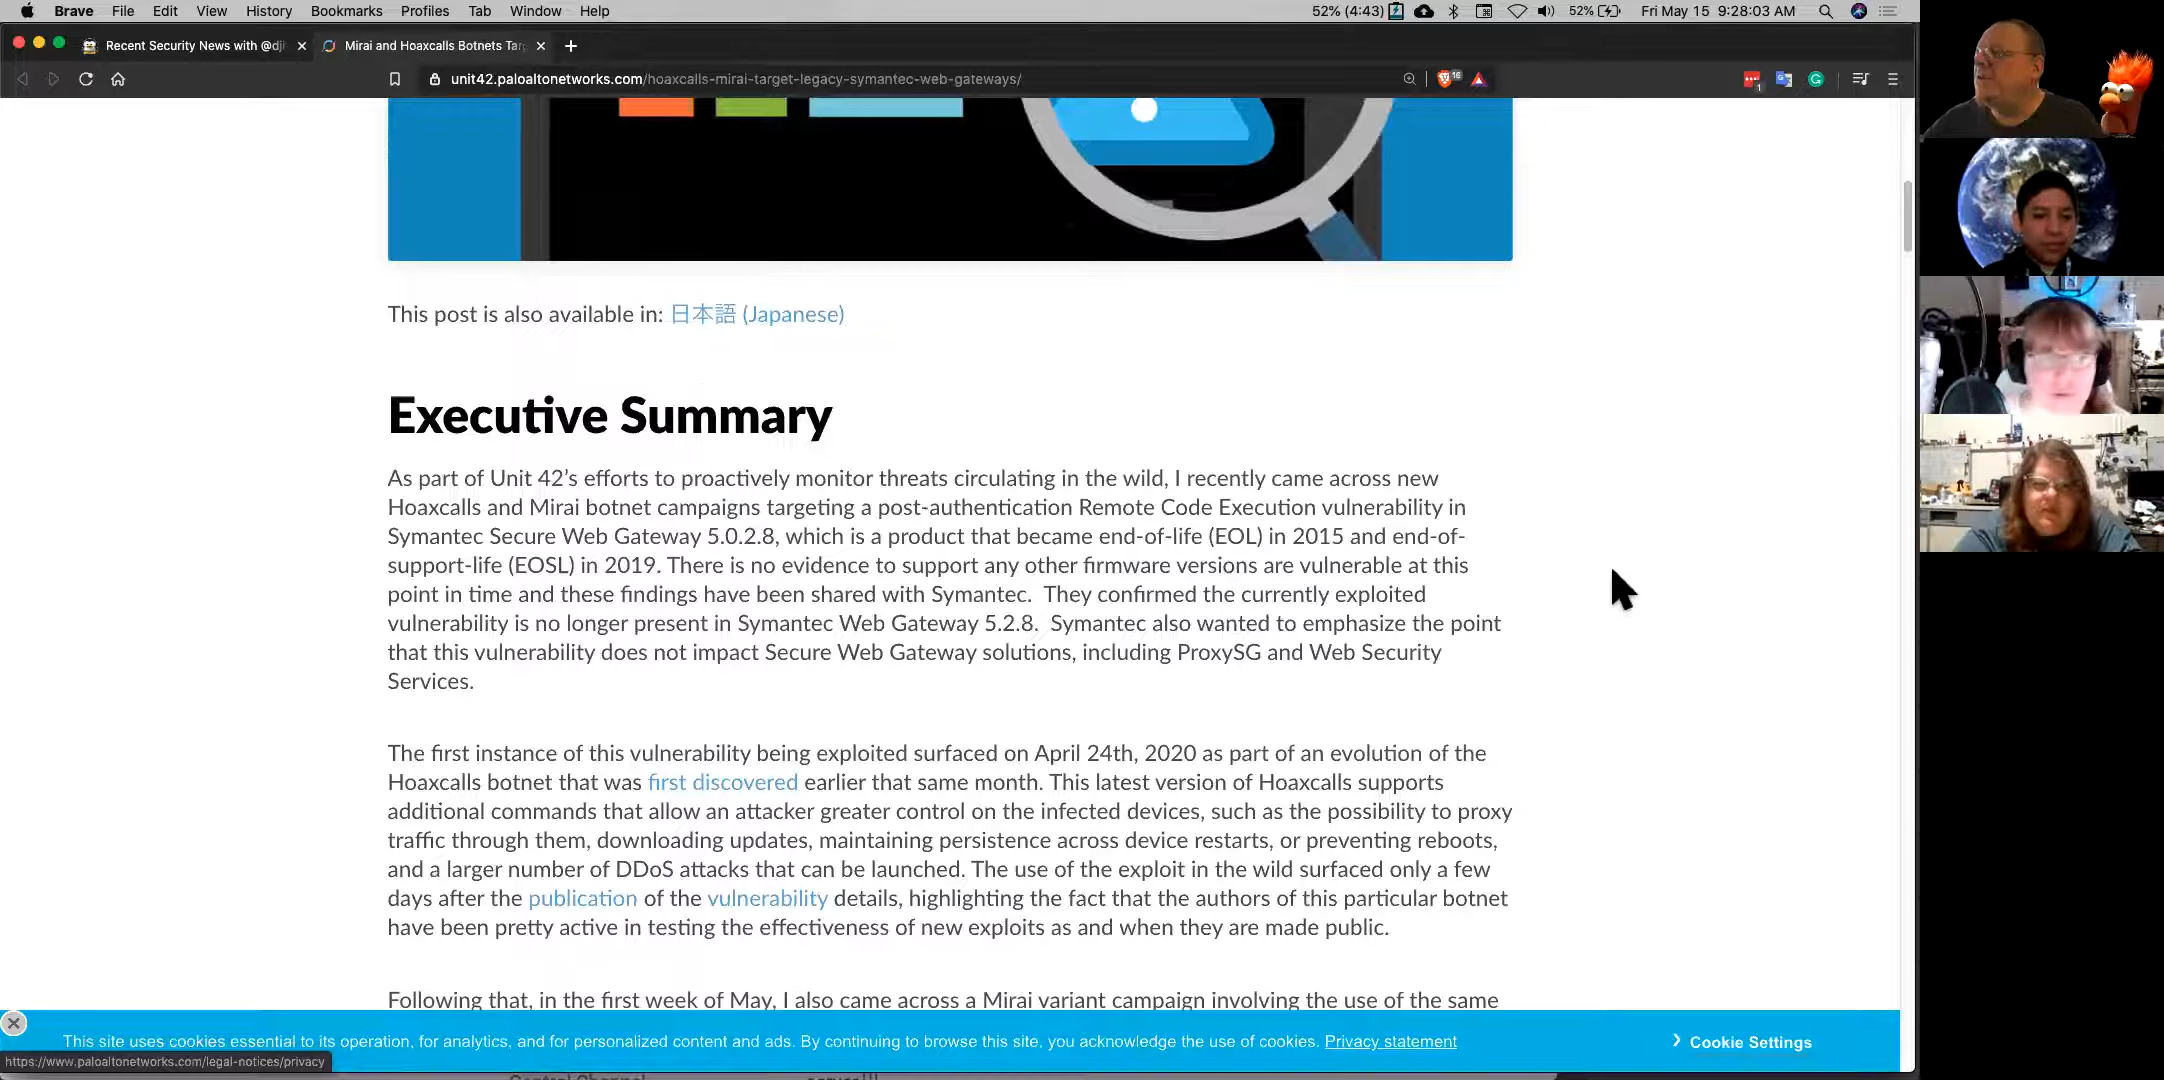 Brave File Edit View History Bookmarks Profiles Tab Window Help 52% (4:43) 52% Fri May 15 9:28:03 AM
Recent Security News with @dji Mirai and Hoaxcalls Botnets Tar
unit42.paloaltonetworks.com/hoaxcalls-mirai-target-legacy-symantec-web-gateways/ 16 1
This post is also available in: 日本語 (Japanese)
Executive Summary
As part of Unit 42’s efforts to proactively monitor threats circulating in the wild, I recently came across new
Hoaxcalls and Mirai botnet campaigns targeting a post-authentication Remote Code Execution vulnerability in
Symantec Secure Web Gateway 5.0.2.8, which is a product that became end-of-life (EOL) in 2015 and end-of-
support-life (EOSL) in 2019. There is no evidence to support any other firmware versions are vulnerable at this
point in time and these findings have been shared with Symantec. They confirmed the currently exploited
vulnerability is no longer present in Symantec Web Gateway 5.2.8. Symantec also wanted to emphasize the point
that this vulnerability does not impact Secure Web Gateway solutions, including ProxySG and Web Security
Services.
The first instance of this vulnerability being exploited surfaced on April 24th, 2020 as part of an evolution of the
Hoaxcalls botnet that was first discovered earlier that same month. This latest version of Hoaxcalls supports
additional commands that allow an attacker greater control on the infected devices, such as the possibility to proxy
traffic through them, downloading updates, maintaining persistence across device restarts, or preventing reboots,
and a larger number of DDoS attacks that can be launched. The use of the exploit in the wild surfaced only a few
days after the publication of the vulnerability details, highlighting the fact that the authors of this particular botnet
have been pretty active in testing the effectiveness of new exploits as and when they are made public.
Following that, in the first week of May, I also came across a Mirai variant campaign involving the use of the same
This site uses cookies essential to its operation, for analytics, and for personalized content and ads. By continuing to browse this site, you acknowledge the use of cookies. Privacy statement
Cookie Settings
https://www.paloaltonetworks.com/legal-notices/privacy